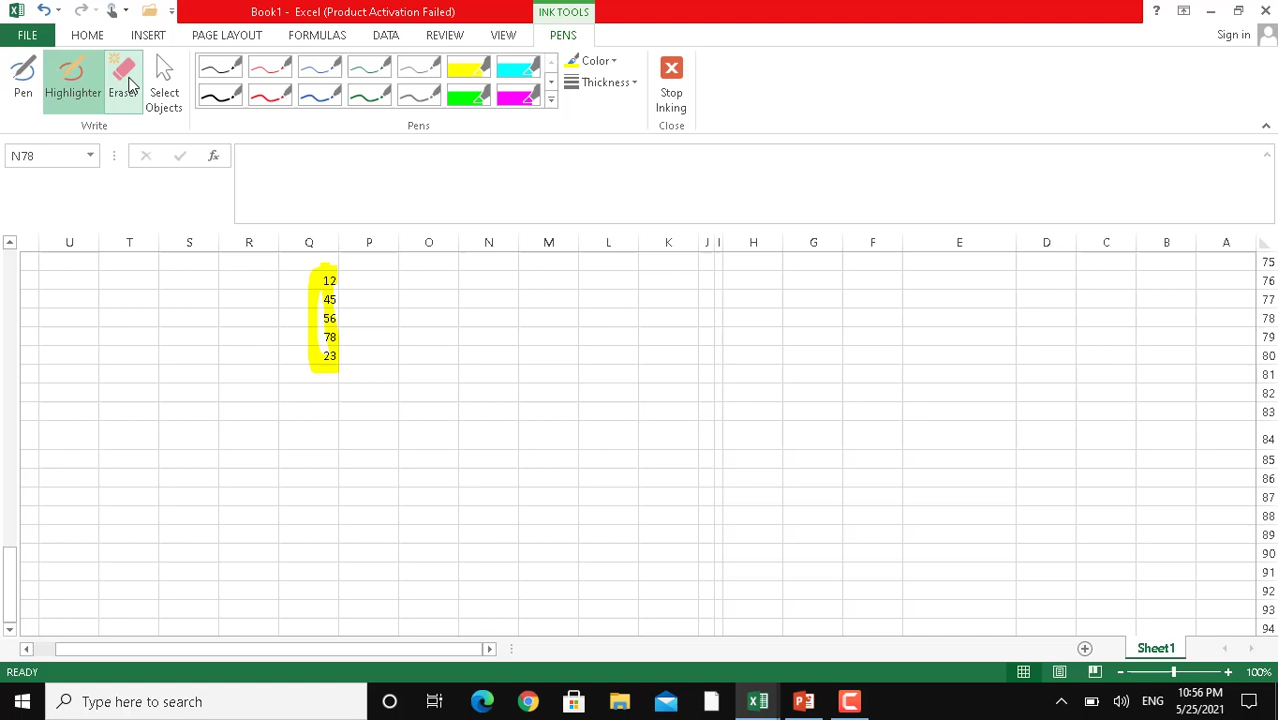 Book1 - Excel (Product Activation Failed)
INK TOOLS
?
FILE
HOME
INSERT
PAGE LAYOUT
FORMULAS
DATA
REVIEW
VIEW
PENS
Sign in
Pen
Highlighter
Eraser
Select
Objects
Color
Thickness
Stop
Inking
Write
Pens
Close
N78
fx
U T S R Q P O N M L K J I H G F E D C B A
75
12 76
45 77
56 78
78 79
23 80
81
82
83
84
85
86
87
88
89
90
91
92
93
94
Sheet1
READY
100%
Type here to search
ENG
10:56 PM
5/25/2021